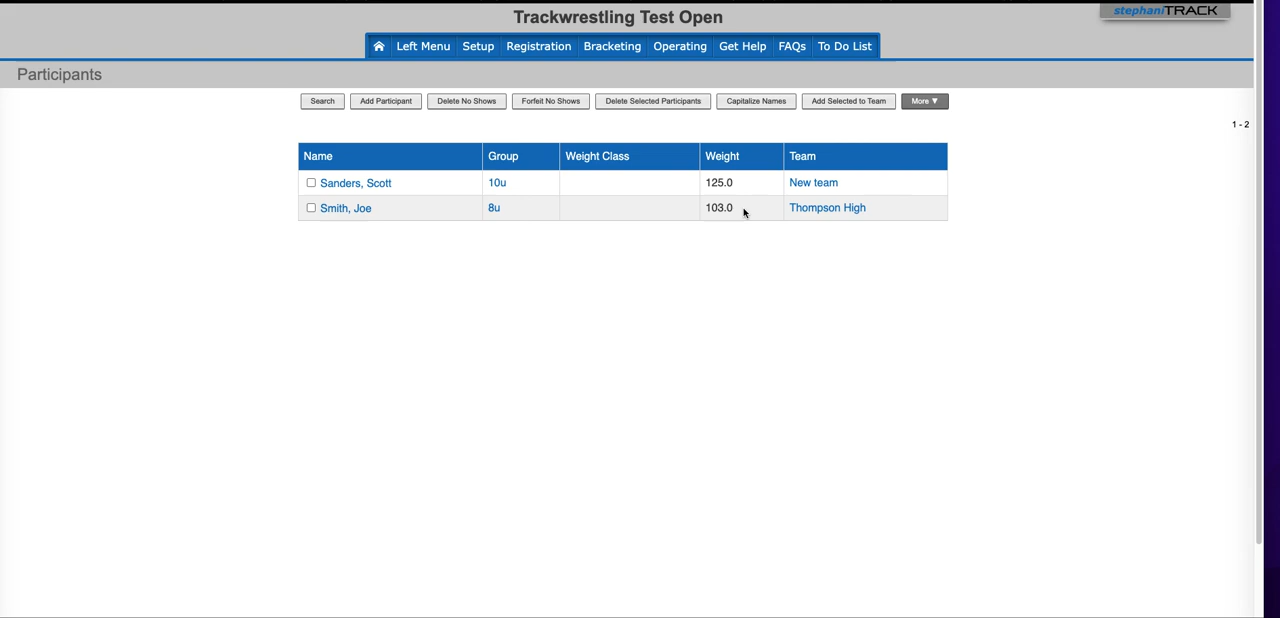 Trackwrestling Test Open
stephaniTRACK
Left Menu Setup Registration Bracketing Operating Get Help FAQs To Do List
Participants
Search Add Participant Delete No Shows Forfeit No Shows Delete Selected Participants Capitalize Names Add Selected to Team More ▼
1 - 2
Name Group Weight Class Weight Team
Sanders, Scott 10u 125.0 New team
Smith, Joe 8u 103.0 Thompson High